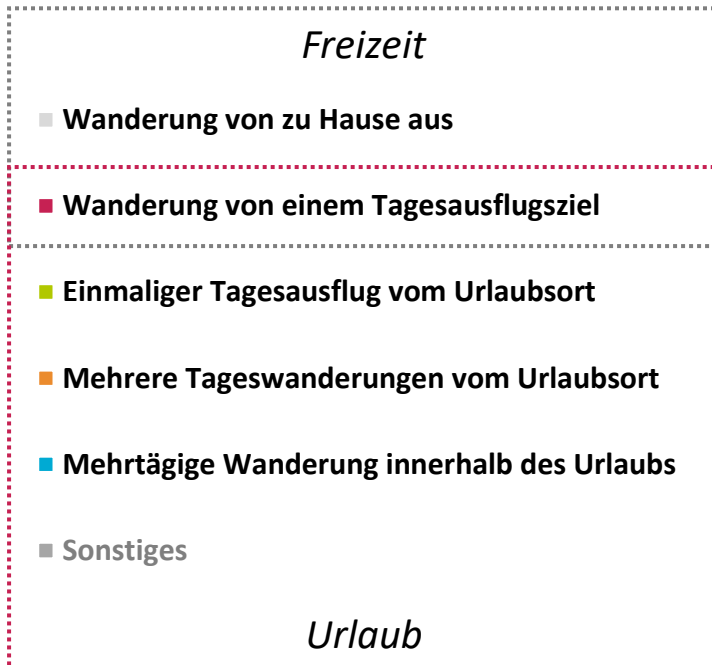 Freizeit
Wanderung von zu Hause aus
Wanderung von einem Tagesausflugsziel
Einmaliger Tagesausflug vom Urlaubsort
Mehrere Tageswanderungen vom Urlaubsort
Mehrtägige Wanderung innerhalb des Urlaubs
Sonstiges
Urlaub